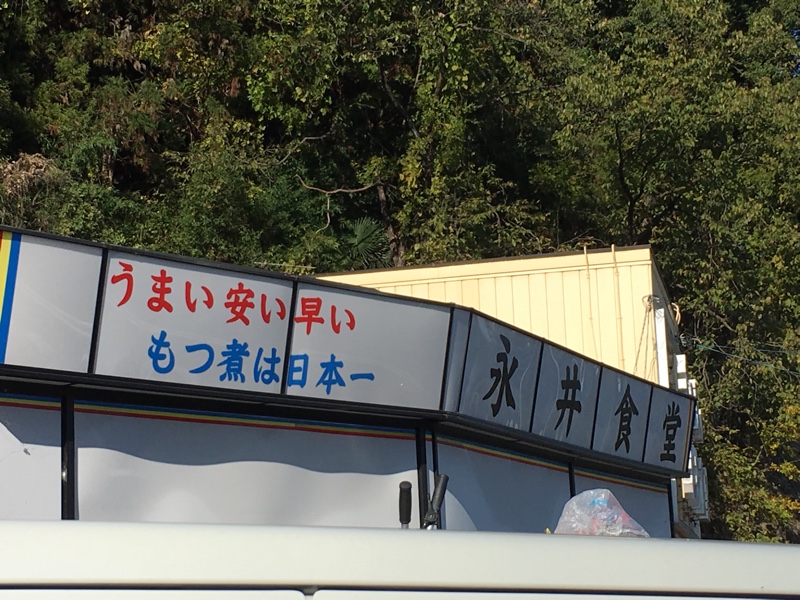 うまい 安い 早い
もつ煮は日本一
永井食堂